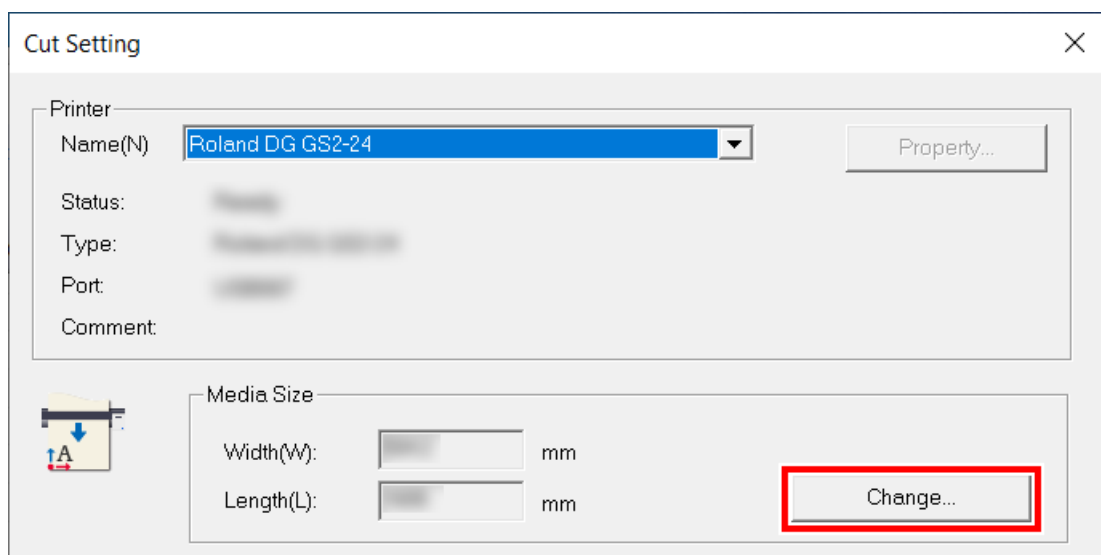 Cut Setting
Printer
Name(N) Roland DG GS2-24 Property...
Status:
Type:
Port:
Comment:
Media Size
Width(W): mm
Length(L): mm
Change...
A